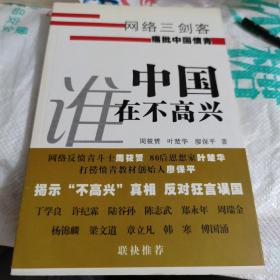 网络三剑客
痛批中国愤青
谁
中国
在不高兴
周筱赟 叶楚华 廖保平 著
网络反愤青斗士周筱赟 80后思想家叶楚华
打捞愤青教材创始人廖保平
揭示“不高兴”真相 反对狂言误国
丁学良 许纪霖 陆谷孙 陈志武 郑永年 周瑞金
杨锦麟 梁文道 章立凡 韩寒 傅国涌
联袂推荐